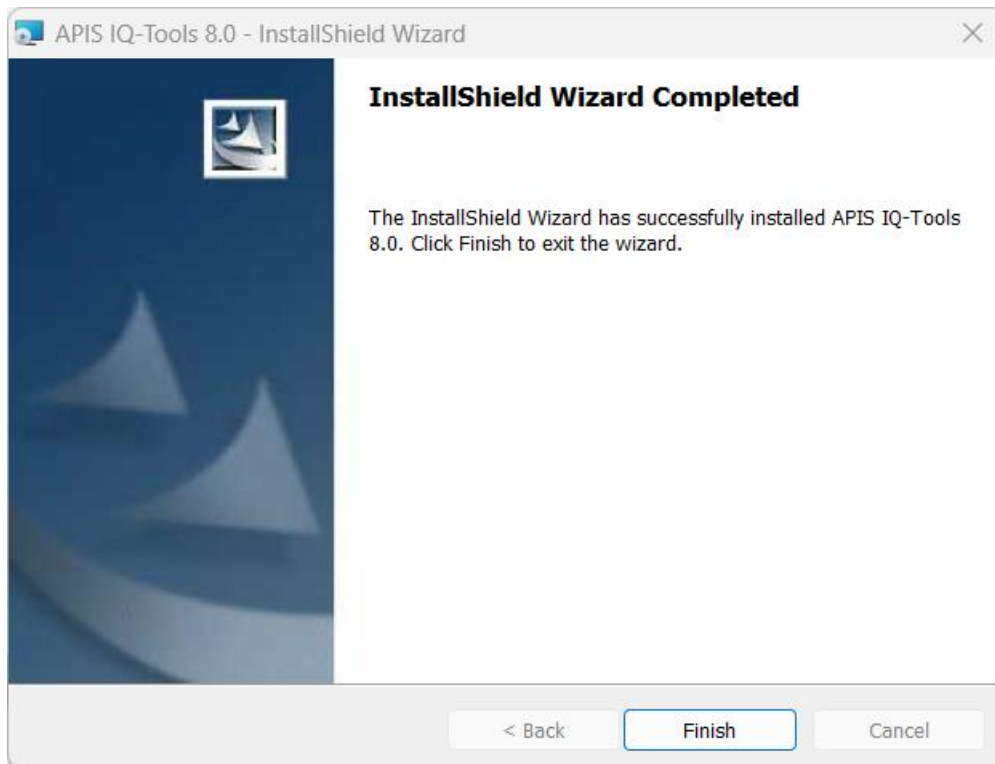 APIS IQ-Tools 8.0 - InstallShield Wizard
InstallShield Wizard Completed
The InstallShield Wizard has successfully installed APIS IQ-Tools
8.0. Click Finish to exit the wizard.
< Back
Finish
Cancel